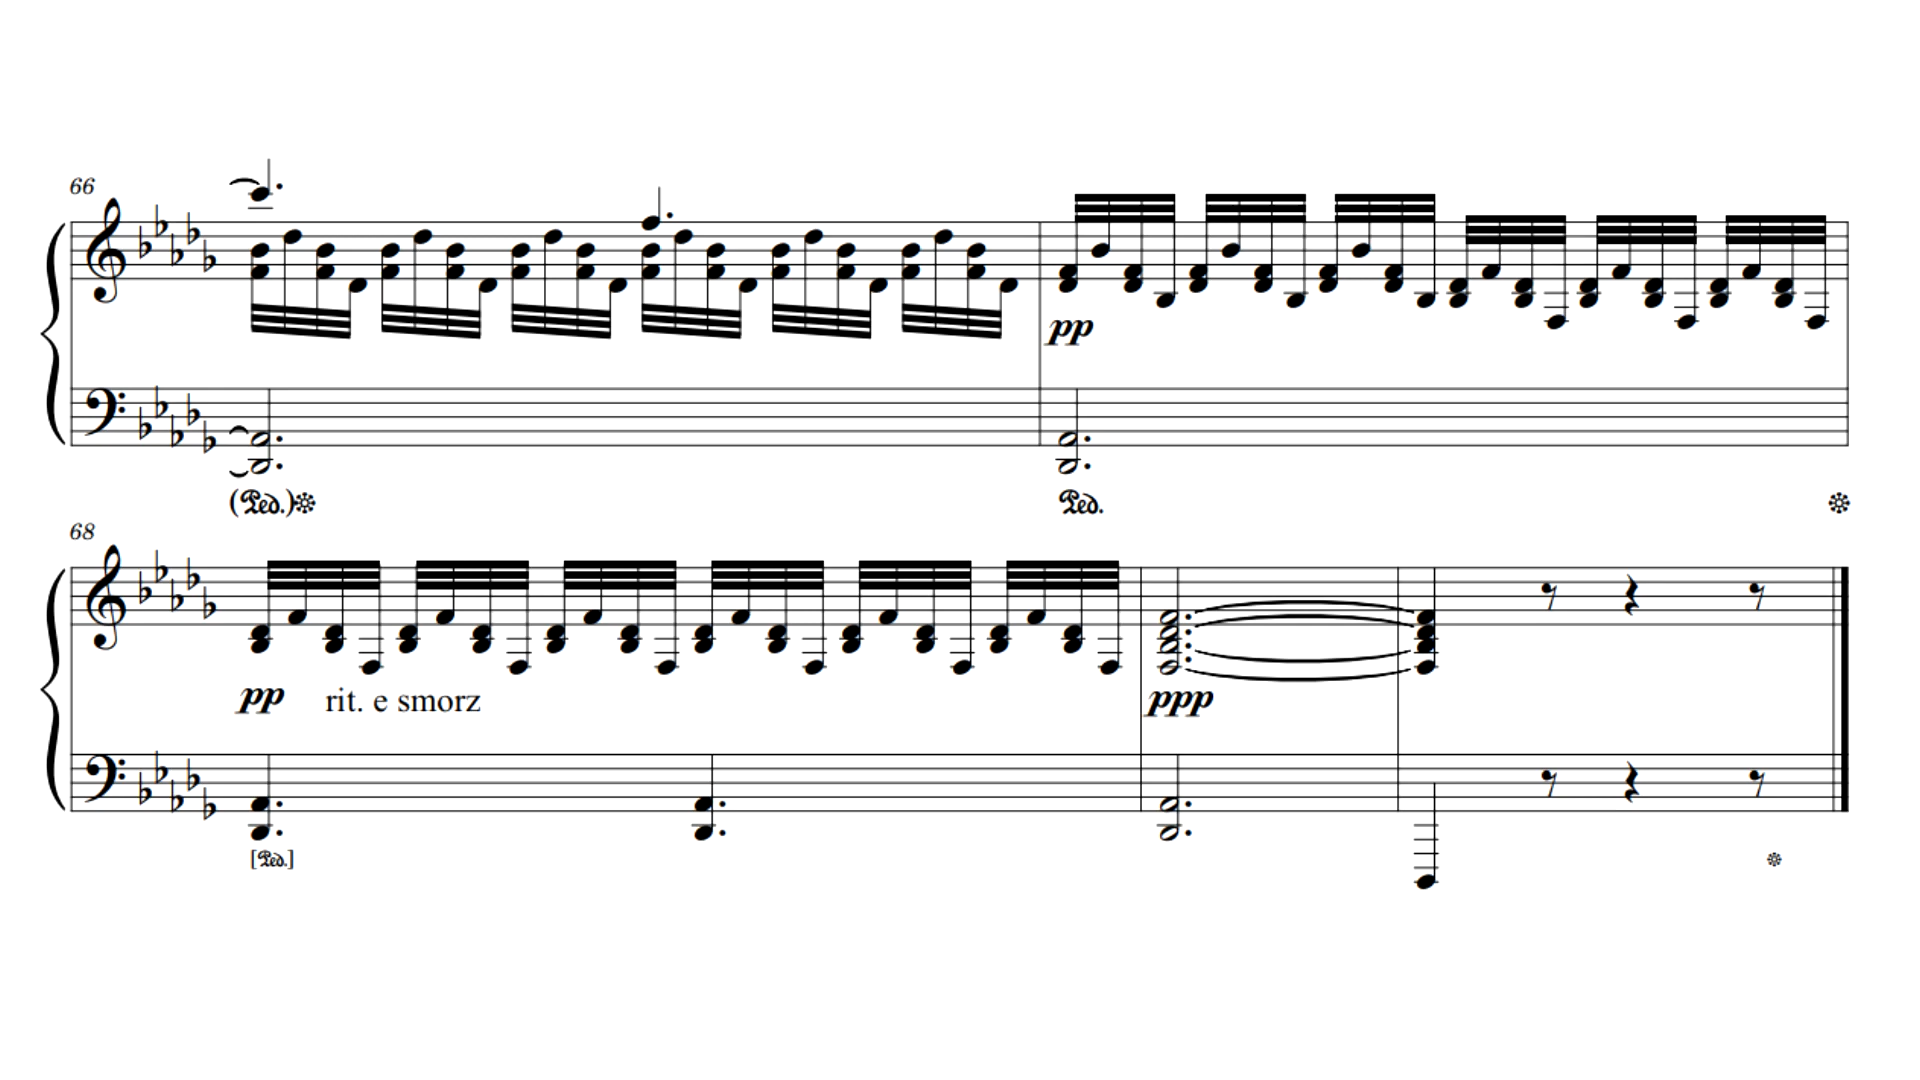 66
pp
(Ped.) Ped.
68
pp rit. e smorz ppp
[Ped.]